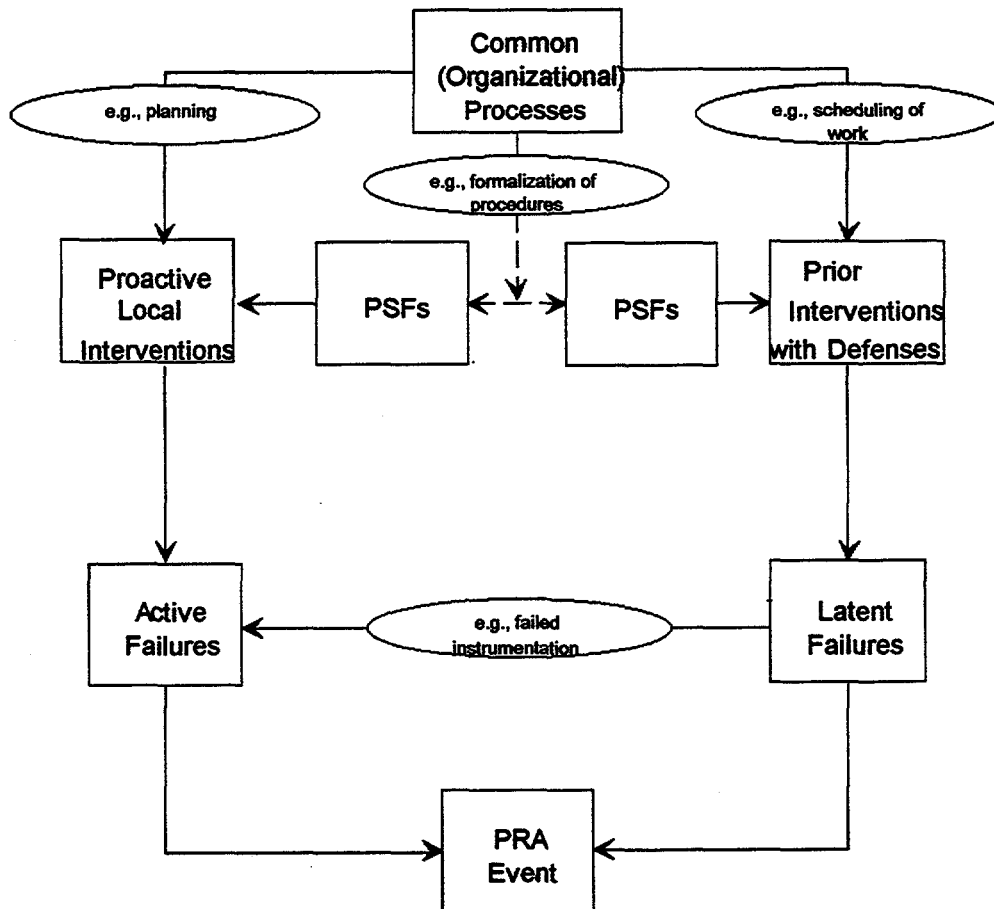 Common
(Organizational)
Processes
e.g., planning
e.g., scheduling of
work
e.g., formalization of
procedures
Proactive
Local
Interventions
PSFs
PSFs
Prior
Interventions
with Defenses
Active
Failures
e.g., failed
instrumentation
Latent
Failures
PRA
Event